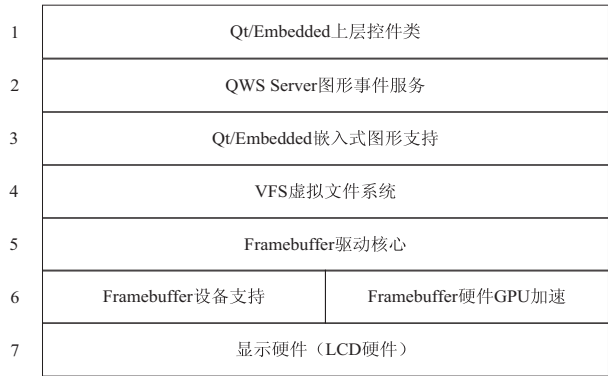 1 Qt/Embedded上层控件类
2 QWS Server图形事件服务
3 Qt/Embedded嵌入式图形支持
4 VFS虚拟文件系统
5 Framebuffer驱动核心
6 Framebuffer设备支持 Framebuffer硬件GPU加速
7 显示硬件（LCD硬件）